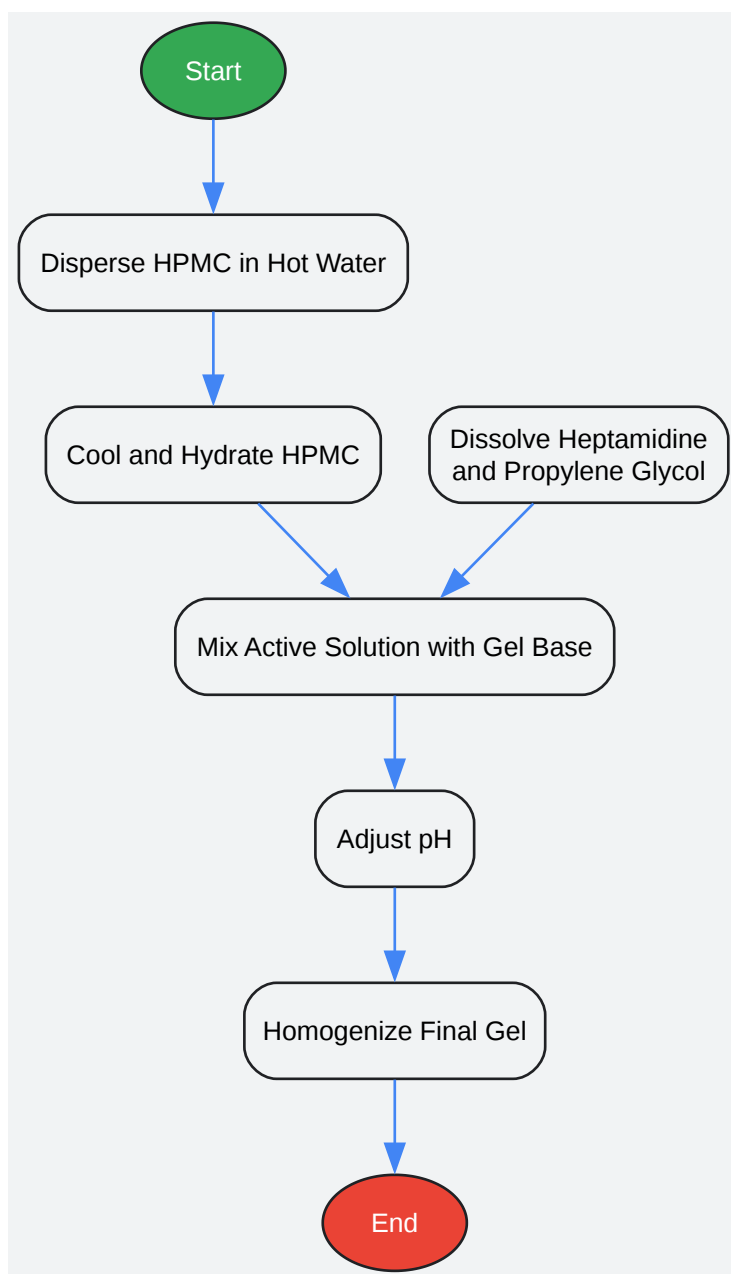 Start
Disperse HPMC in Hot Water
Cool and Hydrate HPMC
Dissolve Heptamidine
and Propylene Glycol
Mix Active Solution with Gel Base
Adjust pH
Homogenize Final Gel
End